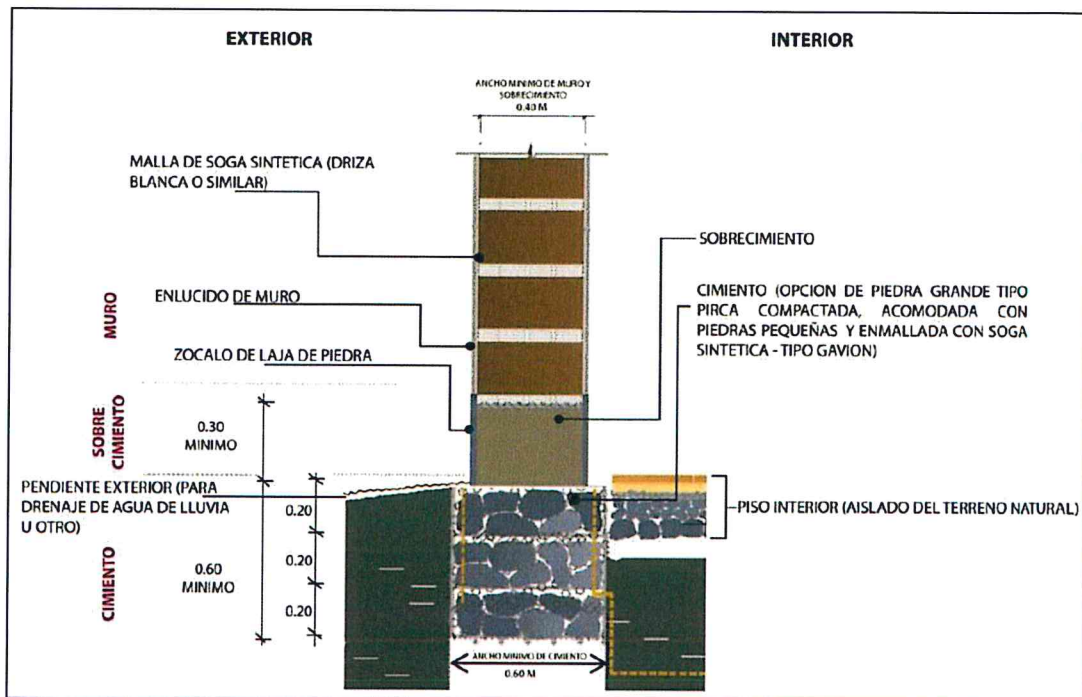 EXTERIOR
INTERIOR
ANCHO MINIMO DE MURO Y
SOBRECIMIENTO
0.40 M
MALLA DE SOGA SINTETICA (DRIZA
BLANCA O SIMILAR)
SOBRECIMIENTO
CIMIENTO (OPCION DE PIEDRA GRANDE TIPO
PIRCA COMPACTADA, ACOMODADA CON
PIEDRAS PEQUEÑAS Y ENMALLADA CON SOGA
SINTETICA - TIPO GAVION)
MURO
ENLUCIDO DE MURO
ZOCALO DE LAJA DE PIEDRA
SOBRE
CIMIENTO
0.30
MINIMO
PENDIENTE EXTERIOR (PARA
DRENAJE DE AGUA DE LLUVIA
U OTRO)
PISO INTERIOR (AISLADO DEL TERRENO NATURAL)
CIMIENTO
0.60
MINIMO
0.20
0.20
0.20
ANCHO MINIMO DE CIMIENTO
0.60 M